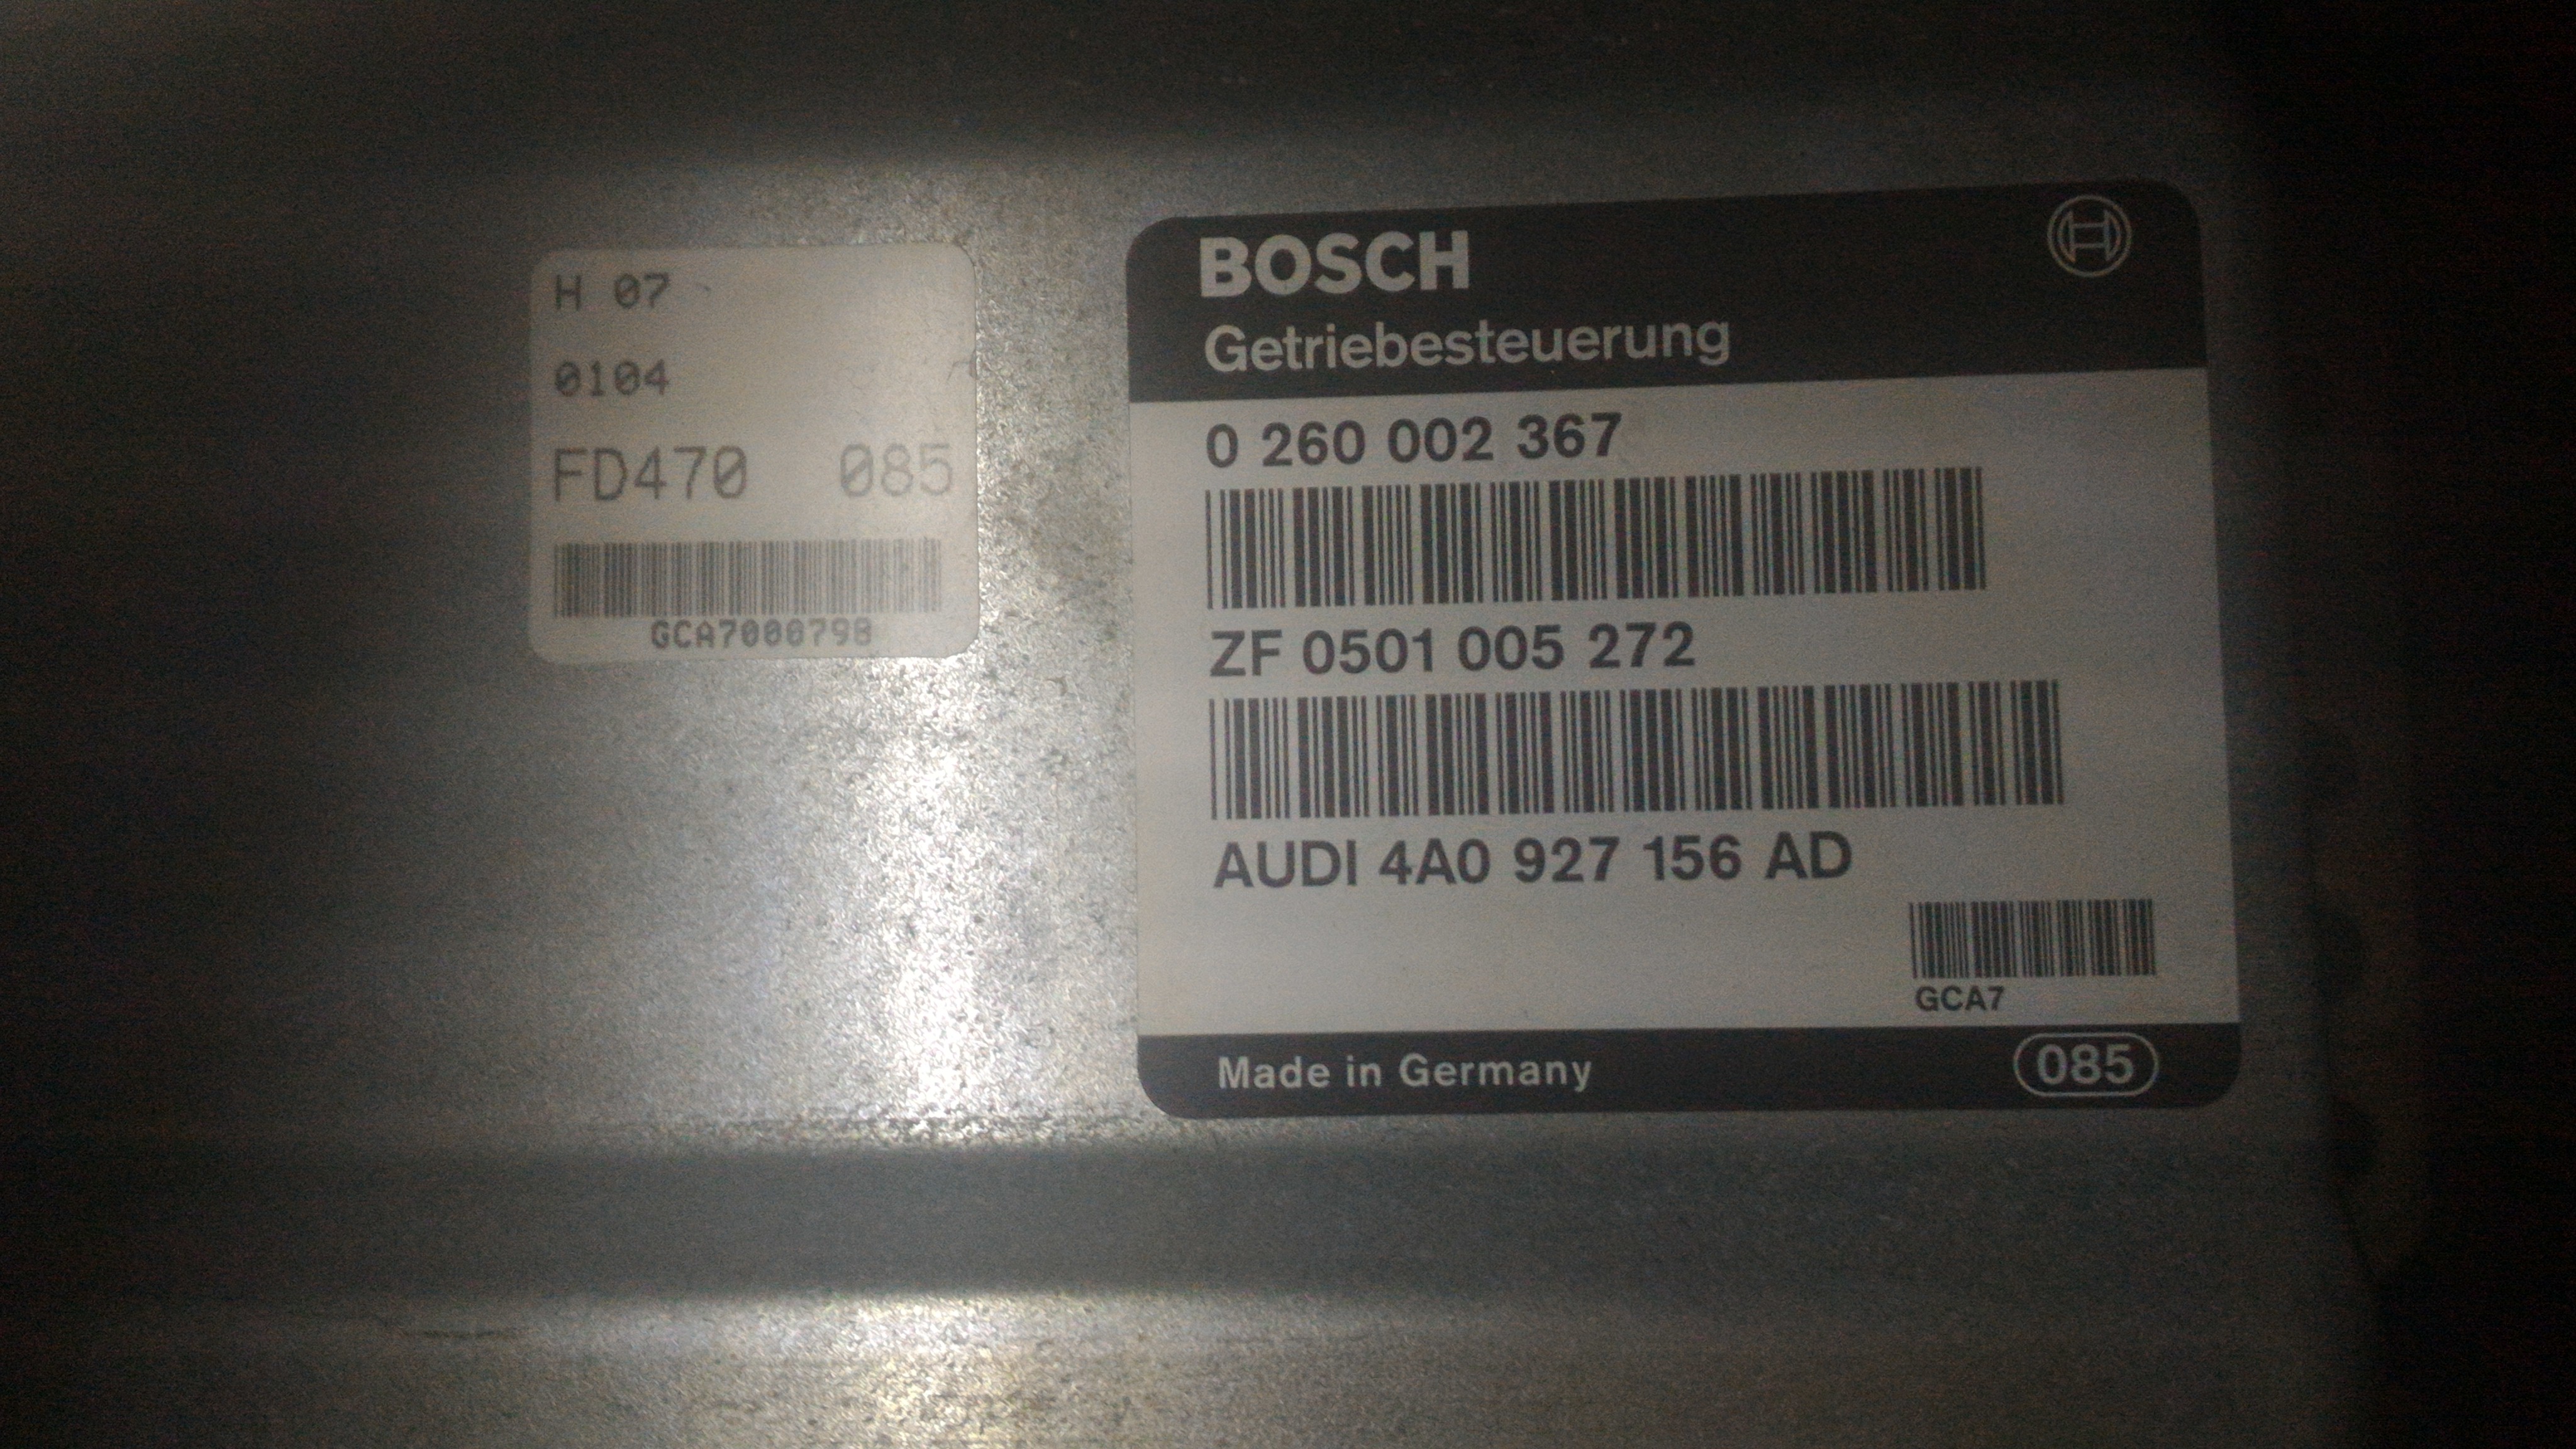 H 07
0104
FD470 085
GCA7000798
BOSCH
Getriebesteuerung
0 260 002 367
ZF 0501 005 272
AUDI 4A0 927 156 AD
GCA7
Made in Germany
085